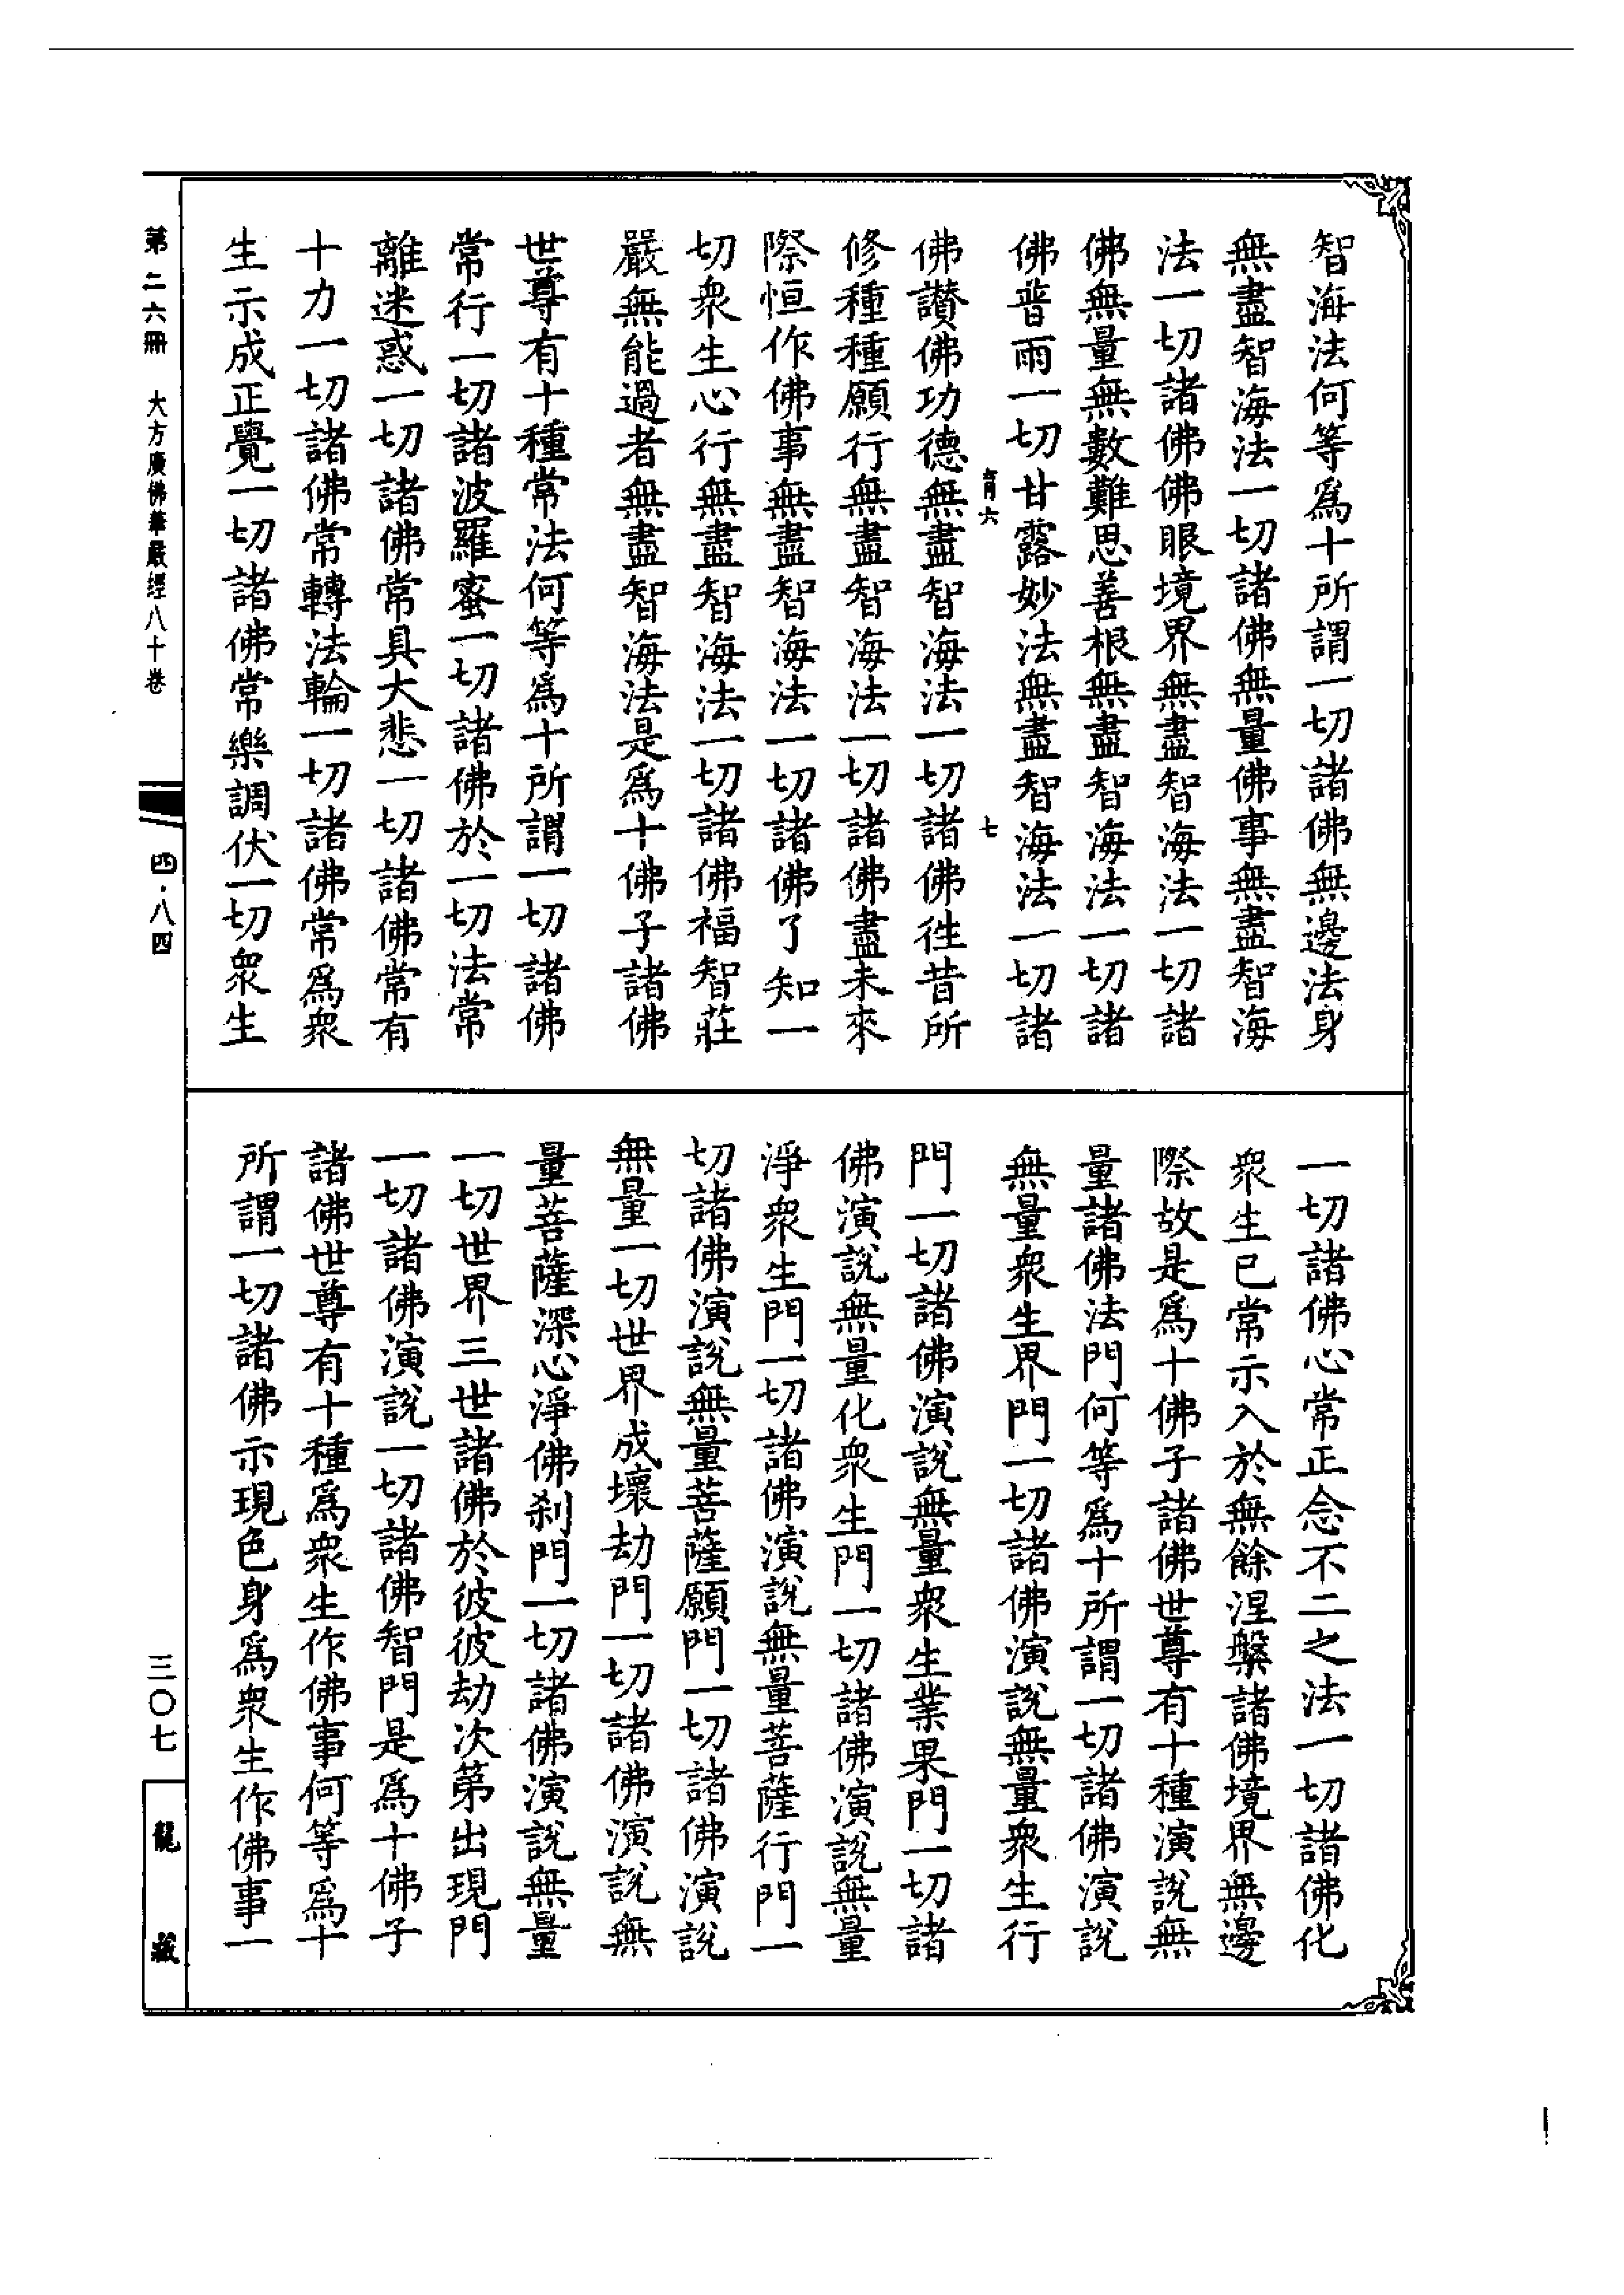 智海法何等爲十所謂一切諸佛無邊法身
無盡智海法一切諸佛無量佛事無盡智海
法一切諸佛佛眼境界無盡智海法一切諸
佛無量無數難思善根無盡智海法一切諸
佛普雨一切甘露妙法無盡智海法一切諸
佛讚佛功德無盡智海法一切諸佛徃昔所
修種種願行無盡智海法一切諸佛盡未來
際恒作佛事無盡智海法一切諸佛了知一
切衆生心行無盡智海法一切諸佛福智莊
嚴無能過者無盡智海法是爲十佛子諸佛
世尊有十種常法何等爲十所謂一切諸佛
常行一切諸波羅蜜一切諸佛於一切法常
離迷惑一切諸佛常具大悲一切諸佛常有
十力一切諸佛常轉法輪一切諸佛常爲衆
生示成正覺一切諸佛常樂調伏一切衆生
一切諸佛心常正念不二之法一切諸佛化
衆生已常示入於無餘涅槃諸佛境界無邊
際故是爲十佛子諸佛世尊有十種演說無
量諸佛法門何等爲十所謂一切諸佛演說
無量衆生界門一切諸佛演說無量衆生行
門一切諸佛演說無量衆生業果門一切諸
佛演說無量化衆生門一切諸佛演說無量
淨衆生門一切諸佛演說無量菩薩行門一
切諸佛演說無量菩薩願門一切諸佛演說
無量一切世界成壞劫門一切諸佛演說無
量菩薩深心淨佛剎門一切諸佛演說無量
一切世界三世諸佛於彼彼劫次第出現門
一切諸佛演說一切諸佛智門是爲十佛子
諸佛世尊有十種爲衆生作佛事何等爲十
所謂一切諸佛示現色身爲衆生作佛事一
六
七
第二六冊 大方廣佛華嚴經八十卷
四·八四
三〇七
龍藏